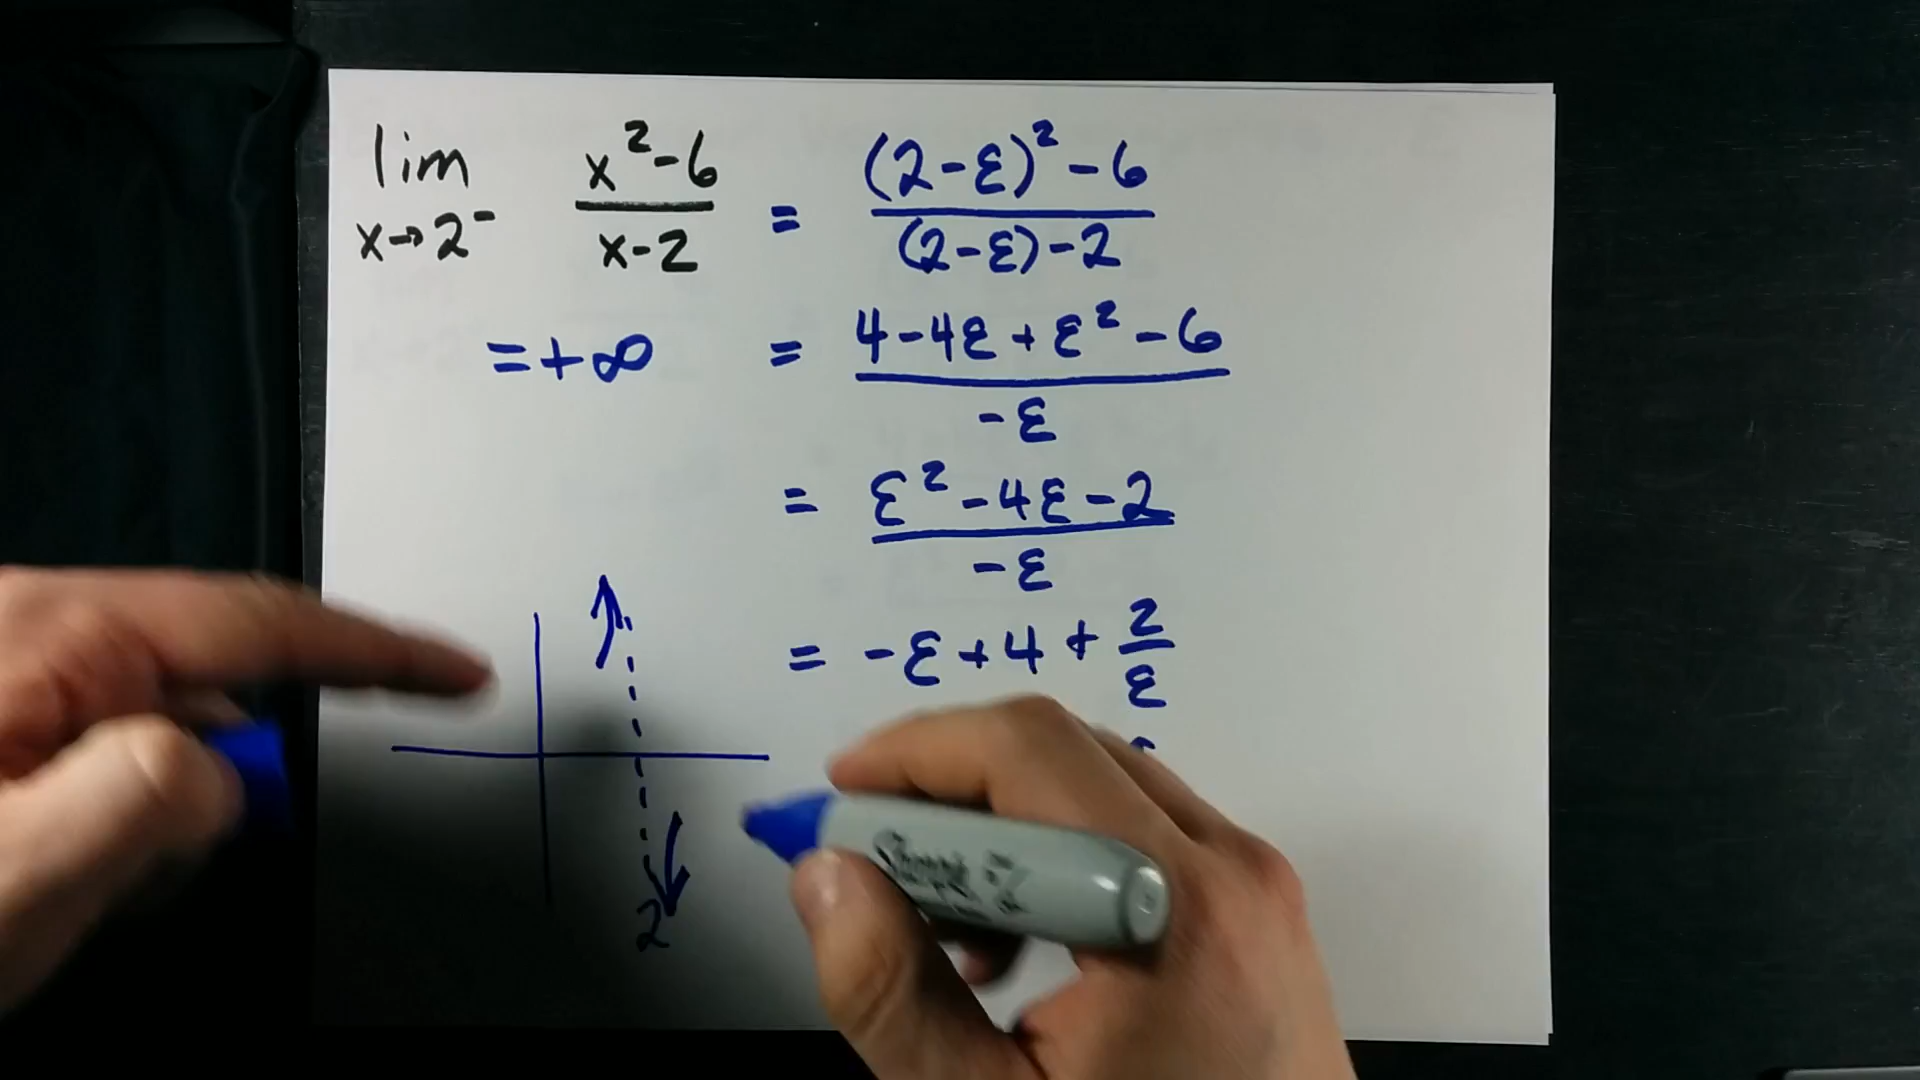 lim x→2⁻ x²-6 / x-2 = (2-ε)²-6 / (2-ε)-2
=+∞ = 4-4ε+ε²-6 / -ε
= ε²-4ε-2 / -ε
= -ε+4+ 2/ε
2
Sharpie